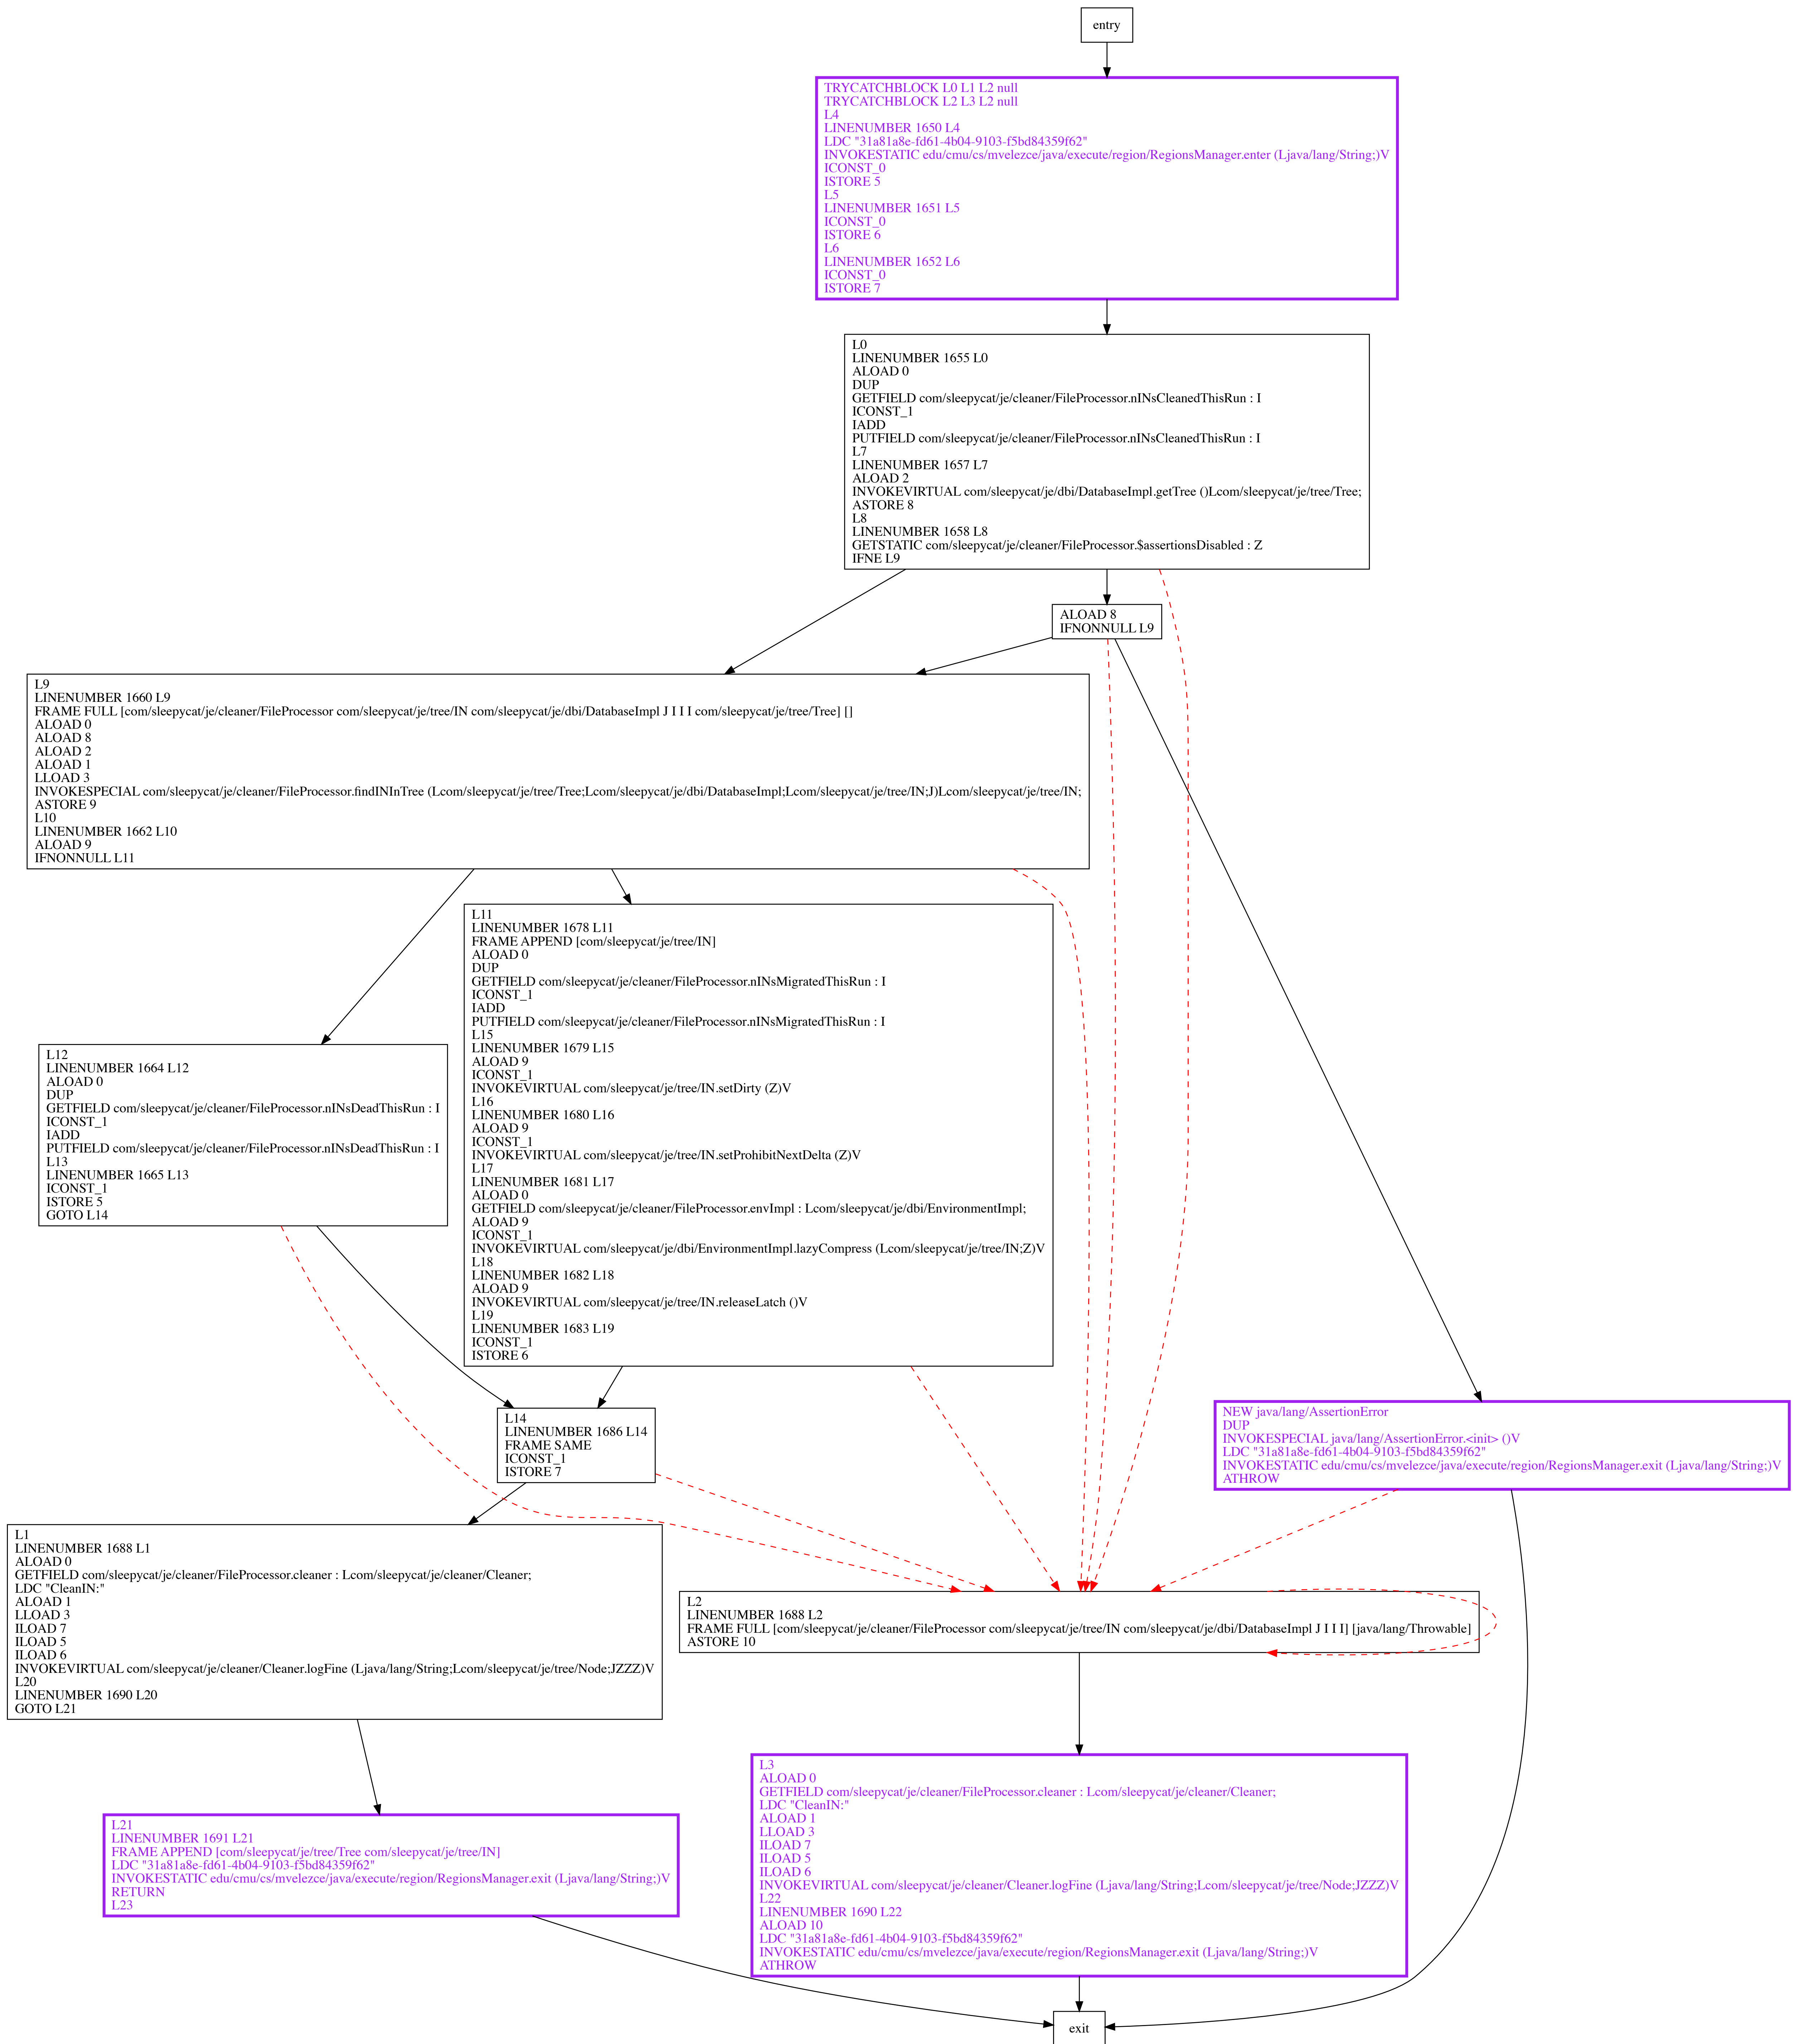 entry
TRYCATCHBLOCK L0 L1 L2 null
TRYCATCHBLOCK L2 L3 L2 null
L4
LINENUMBER 1650 L4
LDC "31a81a8e-fd61-4b04-9103-f5bd84359f62"
INVOKESTATIC edu/cmu/cs/mvelezce/java/execute/region/RegionsManager.enter (Ljava/lang/String;)V
ICONST_0
ISTORE 5
L5
LINENUMBER 1651 L5
ICONST_0
ISTORE 6
L6
LINENUMBER 1652 L6
ICONST_0
ISTORE 7
L0
LINENUMBER 1655 L0
ALOAD 0
DUP
GETFIELD com/sleepycat/je/cleaner/FileProcessor.nINsCleanedThisRun : I
ICONST_1
IADD
PUTFIELD com/sleepycat/je/cleaner/FileProcessor.nINsCleanedThisRun : I
L7
LINENUMBER 1657 L7
ALOAD 2
INVOKEVIRTUAL com/sleepycat/je/dbi/DatabaseImpl.getTree ()Lcom/sleepycat/je/tree/Tree;
ASTORE 8
L8
LINENUMBER 1658 L8
GETSTATIC com/sleepycat/je/cleaner/FileProcessor.$assertionsDisabled : Z
IFNE L9
ALOAD 8
IFNONNULL L9
L9
LINENUMBER 1660 L9
FRAME FULL [com/sleepycat/je/cleaner/FileProcessor com/sleepycat/je/tree/IN com/sleepycat/je/dbi/DatabaseImpl J I I I com/sleepycat/je/tree/Tree] []
ALOAD 0
ALOAD 8
ALOAD 2
ALOAD 1
LLOAD 3
INVOKESPECIAL com/sleepycat/je/cleaner/FileProcessor.findINInTree (Lcom/sleepycat/je/tree/Tree;Lcom/sleepycat/je/dbi/DatabaseImpl;Lcom/sleepycat/je/tree/IN;J)Lcom/sleepycat/je/tree/IN;
ASTORE 9
L10
LINENUMBER 1662 L10
ALOAD 9
IFNONNULL L11
L11
LINENUMBER 1678 L11
FRAME APPEND [com/sleepycat/je/tree/IN]
ALOAD 0
DUP
GETFIELD com/sleepycat/je/cleaner/FileProcessor.nINsMigratedThisRun : I
ICONST_1
IADD
PUTFIELD com/sleepycat/je/cleaner/FileProcessor.nINsMigratedThisRun : I
L15
LINENUMBER 1679 L15
ALOAD 9
ICONST_1
INVOKEVIRTUAL com/sleepycat/je/tree/IN.setDirty (Z)V
L16
LINENUMBER 1680 L16
ALOAD 9
ICONST_1
INVOKEVIRTUAL com/sleepycat/je/tree/IN.setProhibitNextDelta (Z)V
L17
LINENUMBER 1681 L17
ALOAD 0
GETFIELD com/sleepycat/je/cleaner/FileProcessor.envImpl : Lcom/sleepycat/je/dbi/EnvironmentImpl;
ALOAD 9
ICONST_1
INVOKEVIRTUAL com/sleepycat/je/dbi/EnvironmentImpl.lazyCompress (Lcom/sleepycat/je/tree/IN;Z)V
L18
LINENUMBER 1682 L18
ALOAD 9
INVOKEVIRTUAL com/sleepycat/je/tree/IN.releaseLatch ()V
L19
LINENUMBER 1683 L19
ICONST_1
ISTORE 6
L12
LINENUMBER 1664 L12
ALOAD 0
DUP
GETFIELD com/sleepycat/je/cleaner/FileProcessor.nINsDeadThisRun : I
ICONST_1
IADD
PUTFIELD com/sleepycat/je/cleaner/FileProcessor.nINsDeadThisRun : I
L13
LINENUMBER 1665 L13
ICONST_1
ISTORE 5
GOTO L14
NEW java/lang/AssertionError
DUP
INVOKESPECIAL java/lang/AssertionError.<init> ()V
LDC "31a81a8e-fd61-4b04-9103-f5bd84359f62"
INVOKESTATIC edu/cmu/cs/mvelezce/java/execute/region/RegionsManager.exit (Ljava/lang/String;)V
ATHROW
L14
LINENUMBER 1686 L14
FRAME SAME
ICONST_1
ISTORE 7
L1
LINENUMBER 1688 L1
ALOAD 0
GETFIELD com/sleepycat/je/cleaner/FileProcessor.cleaner : Lcom/sleepycat/je/cleaner/Cleaner;
LDC "CleanIN:"
ALOAD 1
LLOAD 3
ILOAD 7
ILOAD 5
ILOAD 6
INVOKEVIRTUAL com/sleepycat/je/cleaner/Cleaner.logFine (Ljava/lang/String;Lcom/sleepycat/je/tree/Node;JZZZ)V
L20
LINENUMBER 1690 L20
GOTO L21
L2
LINENUMBER 1688 L2
FRAME FULL [com/sleepycat/je/cleaner/FileProcessor com/sleepycat/je/tree/IN com/sleepycat/je/dbi/DatabaseImpl J I I I] [java/lang/Throwable]
ASTORE 10
L3
ALOAD 0
GETFIELD com/sleepycat/je/cleaner/FileProcessor.cleaner : Lcom/sleepycat/je/cleaner/Cleaner;
LDC "CleanIN:"
ALOAD 1
LLOAD 3
ILOAD 7
ILOAD 5
ILOAD 6
INVOKEVIRTUAL com/sleepycat/je/cleaner/Cleaner.logFine (Ljava/lang/String;Lcom/sleepycat/je/tree/Node;JZZZ)V
L22
LINENUMBER 1690 L22
ALOAD 10
LDC "31a81a8e-fd61-4b04-9103-f5bd84359f62"
INVOKESTATIC edu/cmu/cs/mvelezce/java/execute/region/RegionsManager.exit (Ljava/lang/String;)V
ATHROW
L21
LINENUMBER 1691 L21
FRAME APPEND [com/sleepycat/je/tree/Tree com/sleepycat/je/tree/IN]
LDC "31a81a8e-fd61-4b04-9103-f5bd84359f62"
INVOKESTATIC edu/cmu/cs/mvelezce/java/execute/region/RegionsManager.exit (Ljava/lang/String;)V
RETURN
L23
exit